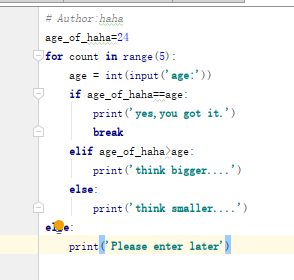 # Author:haha
age_of_haha=24
for count in range(5):
    age = int(input('age:'))
    if age_of_haha==age:
        print('yes,you got it.')
        break
    elif age_of_haha>age:
        print('think bigger....')
    else:
        print('think smaller....')
else:
    print('Please enter later')